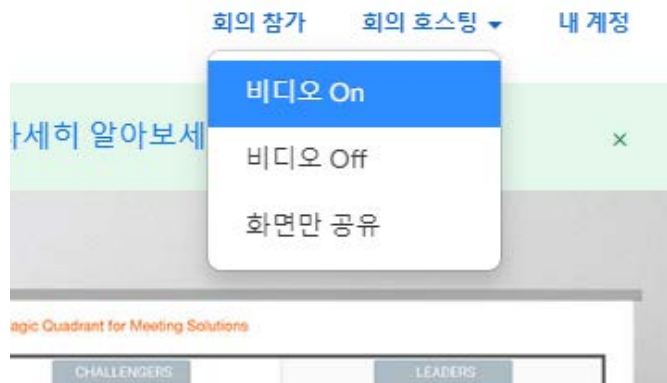 회의 참가 회의 호스팅 내 계정
비디오 On
세히 알아보세
×
비디오 Off
화면만 공유
agic Quadrant for Meeting Solutions
CHALLENGERS LEADERS